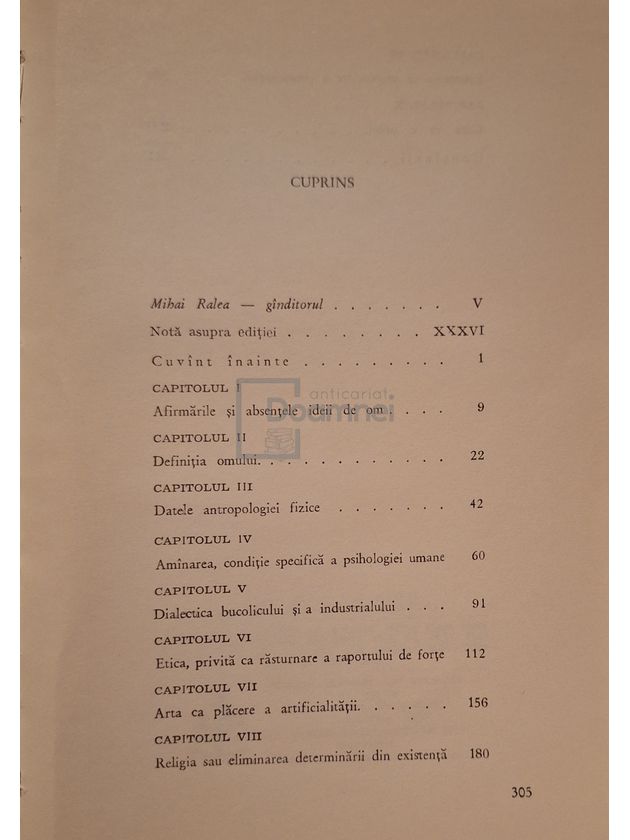 CUPRINS
Mihai Ralea — gînditorul . . . . . . . V
Notă asupra ediției . . . . . . . . XXXVI
Cuvînt înainte . . . . . . . . . 1
CAPITOLUL I
anticariat
Doamnei
Afirmările și absențele ideii de om . . . . 9
CAPITOLUL II
Definiția omului. . . . . . . . . . . . 22
CAPITOLUL III
Datele antropologiei fizice . . . . . . . 42
CAPITOLUL IV
Amînarea, condiție specifică a psihologiei umane 60
CAPITOLUL V
Dialectica bucolicului și a industrialului . . . 91
CAPITOLUL VI
Etica, privită ca răsturnare a raportului de forțe 112
CAPITOLUL VII
Arta ca plăcere a artificialității. . . . . . 156
CAPITOLUL VIII
Religia sau eliminarea determinării din existență 180
305